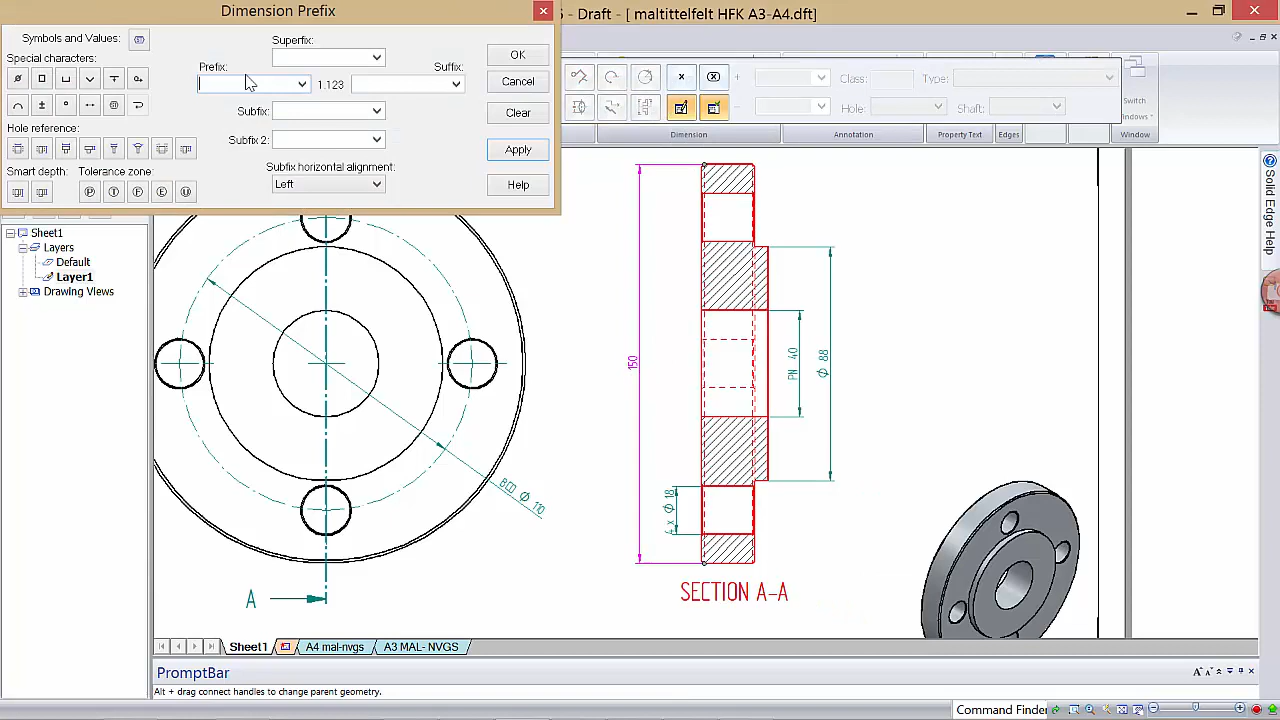 Dimension Prefix
- Draft - [ maltittelfelt HFK A3-A4.dft]
Symbols and Values:
Special characters:
Hole reference:
Smart depth:
Tolerance zone:
Prefix:
Superfix:
1.123
Suffix:
Subfix:
Subfix 2:
Subfix horizontal alignment:
Left
OK
Cancel
Clear
Apply
Help
Class:
Type:
Hole:
Shaft:
Switch
Windows
Dimension
Annotation
Property Text
Edges
Window
Solid Edge Help
Sheet1
Layers
Default
Layer1
Drawing Views
150
PN 40
Φ 88
4 x Φ 18
Φ 110
A
SECTION A-A
Sheet1
A4 mal-nvgs
A3 MAL- NVGS
PromptBar
Alt + drag connect handles to change parent geometry.
Command Finder